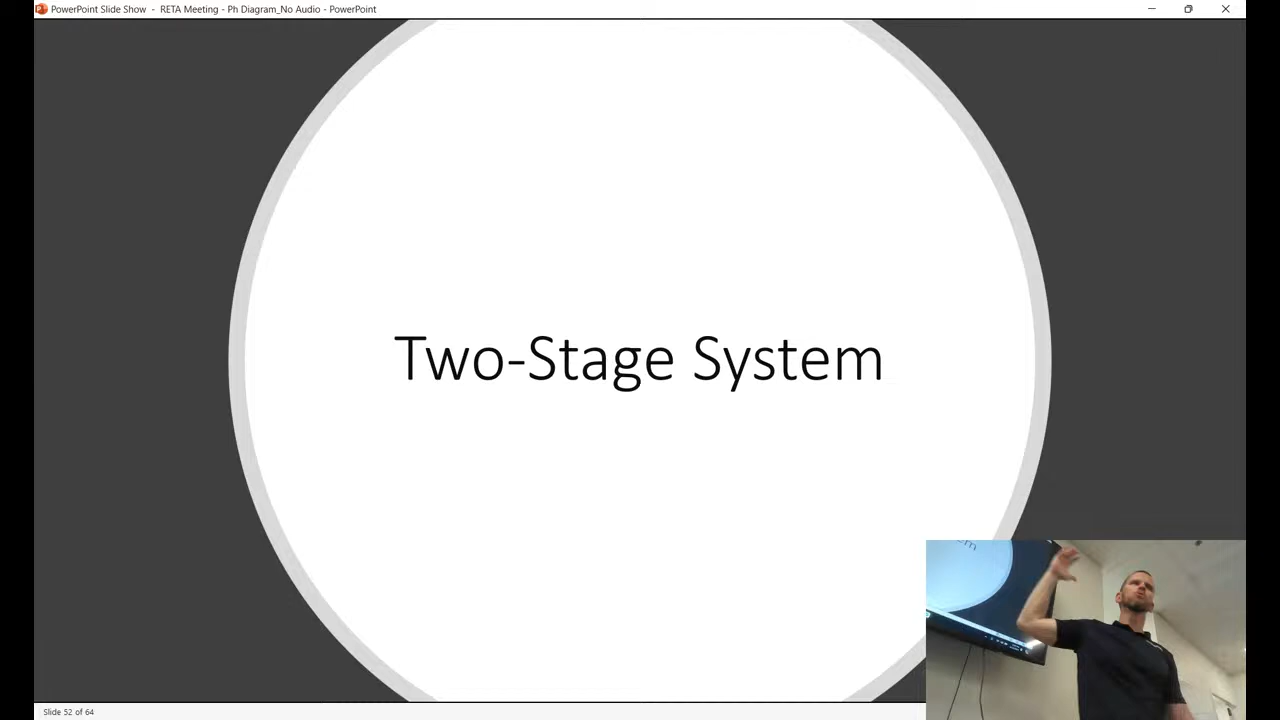 PowerPoint Slide Show - RETA Meeting - Ph Diagram_No Audio - PowerPoint
Two-Stage System
Slide 52 of 64